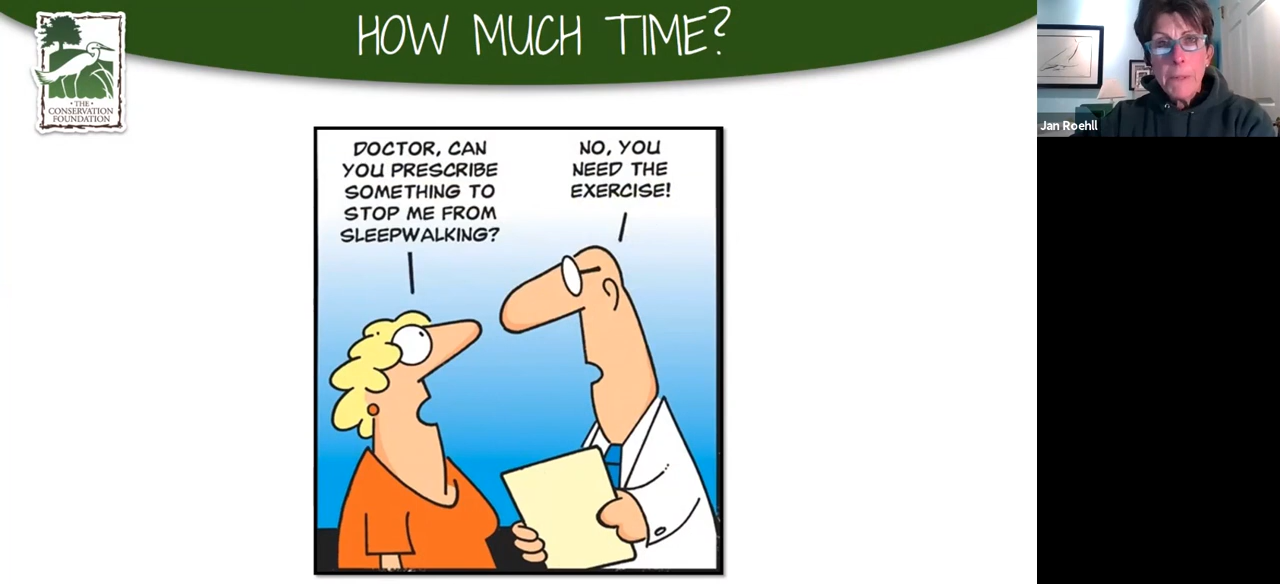 HOW MUCH TIME?
• THE •
CONSERVATION
FOUNDATION
Jan Roehll
DOCTOR, CAN
YOU PRESCRIBE
SOMETHING TO
STOP ME FROM
SLEEPWALKING?
NO, YOU
NEED THE
EXERCISE!